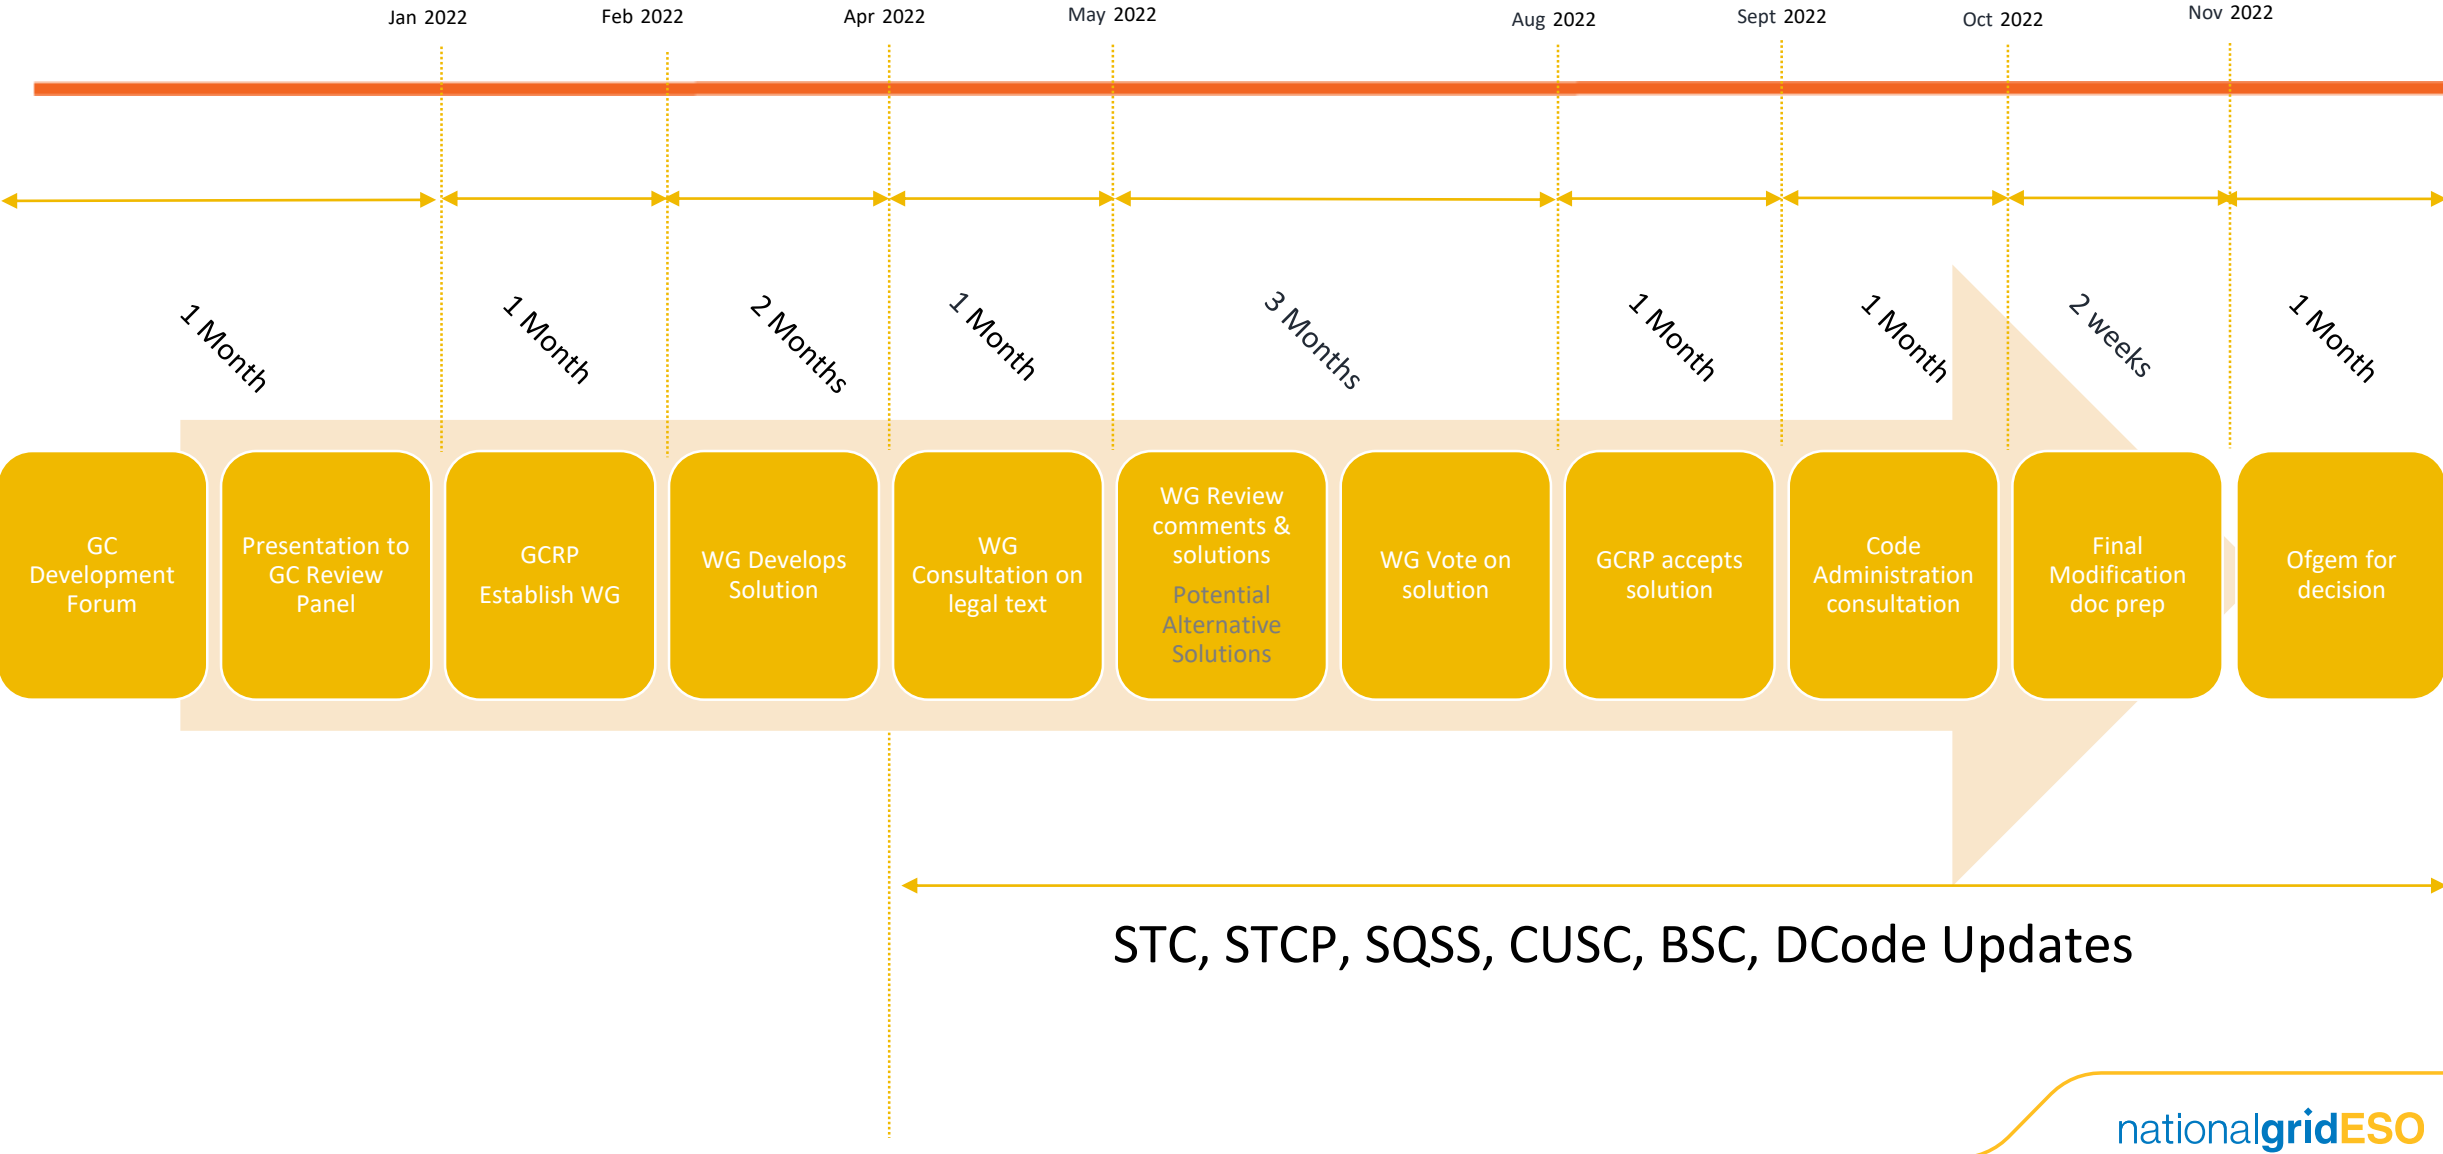 Jan 2022
Feb 2022
Apr 2022
May 2022
Aug 2022
Sept 2022
Oct 2022
Nov 2022
1 Month
1 Month
2 Months
1 Month
3 Months
1 Month
1 Month
2 weeks
1 Month
GC
Development
Forum
Presentation to
GC Review
Panel
GCRP
Establish WG
WG Develops
Solution
WG
Consultation on
legal text
WG Review
comments &
solutions
Potential
Alternative
Solutions
WG Vote on
solution
GCRP accepts
solution
Code
Administration
consultation
Final
Modification
doc prep
Ofgem for
decision
STC, STCP, SQSS, CUSC, BSC, DCode Updates
nationalgridESO